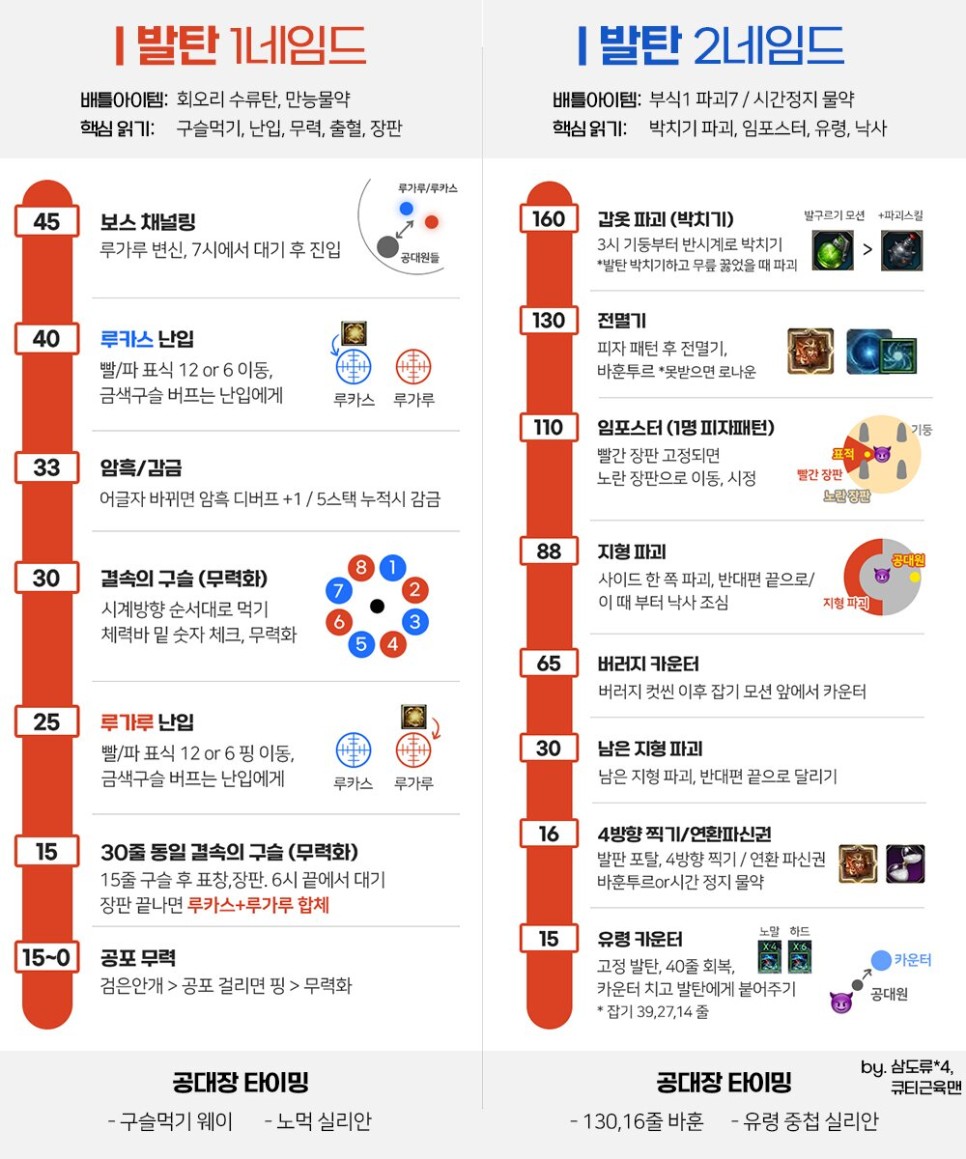 | 발탄 1네임드
배틀아이템: 회오리 수류탄, 만능물약
핵심 읽기: 구슬먹기, 난입, 무력, 출혈, 장판
45
보스 채널링
루가루 변신, 7시에서 대기 후 진입
루가루/루카스
공대원들
40
루카스 난입
빨/파 표식 12 or 6 이동,
금색구슬 버프는 난입에게
루카스 루가루
33
암흑/감금
어글자 바뀌면 암흑 디버프 +1 / 5스택 누적시 감금
30
결속의 구슬 (무력화)
시계방향 순서대로 먹기
체력바 밑 숫자 체크, 무력화
8 1
7 2
6 3
5 4
25
루가루 난입
빨/파 표식 12 or 6 핑 이동,
금색구슬 버프는 난입에게
루카스 루가루
15
30줄 동일 결속의 구슬 (무력화)
15줄 구슬 후 표창,장판. 6시 끝에서 대기
장판 끝나면 루카스+루가루 합체
15~0
공포 무력
검은안개 > 공포 걸리면 핑 > 무력화
공대장 타이밍
- 구슬먹기 웨이 - 노먹 실리안
| 발탄 2네임드
배틀아이템: 부식1 파괴7 / 시간정지 물약
핵심 읽기: 박치기 파괴, 임포스터, 유령, 낙사
160
갑옷 파괴 (박치기)
3시 기둥부터 반시계로 박치기
*발탄 박치기하고 무릎 꿇었을 때 파괴
발구르기 모션 +파괴스킬
>
130
전멸기
피자 패턴 후 전멸기,
바훈투르 *못받으면 로나운
110
임포스터 (1명 피자패턴)
빨간 장판 고정되면
노란 장판으로 이동, 시정
기둥
표적
빨간 장판
노란 장판
88
지형 파괴
사이드 한 쪽 파괴, 반대편 끝으로/
이 때 부터 낙사 조심
공대원
지형 파괴
65
버러지 카운터
버러지 컷씬 이후 잡기 모션 앞에서 카운터
30
남은 지형 파괴
남은 지형 파괴, 반대편 끝으로 달리기
16
4방향 찍기/연환파신권
발판 포탈, 4방향 찍기 / 연환 파신권
바훈투르or시간 정지 물약
15
유령 카운터
고정 발탄, 40줄 회복,
카운터 치고 발탄에게 붙어주기
* 잡기 39,27,14 줄
노말 하드
X 4 X 6
카운터
공대원
공대장 타이밍
- 130,16줄 바훈 - 유령 중첩 실리안
by. 삼도류*4,
큐티근육맨